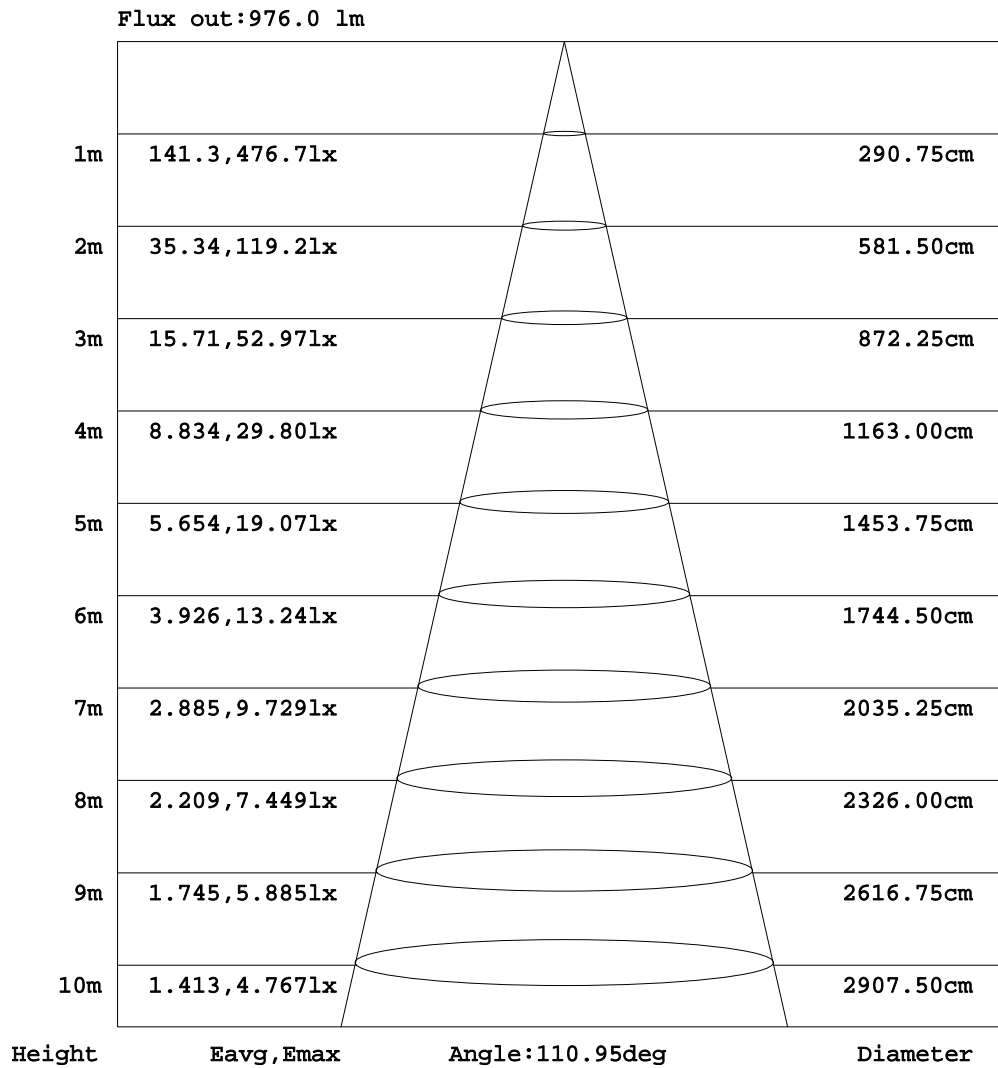 Flux out:976.0 lm
1m 141.3,476.7lx 290.75cm
2m 35.34,119.2lx 581.50cm
3m 15.71,52.97lx 872.25cm
4m 8.834,29.80lx 1163.00cm
5m 5.654,19.07lx 1453.75cm
6m 3.926,13.24lx 1744.50cm
7m 2.885,9.729lx 2035.25cm
8m 2.209,7.449lx 2326.00cm
9m 1.745,5.885lx 2616.75cm
10m 1.413,4.767lx 2907.50cm
Height Eavg,Emax Angle:110.95deg Diameter